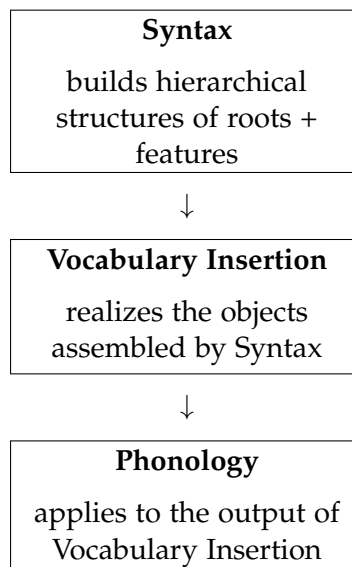 Syntax
builds hierarchical
structures of roots +
features
↓
Vocabulary Insertion
realizes the objects
assembled by Syntax
↓
Phonology
applies to the output of
Vocabulary Insertion